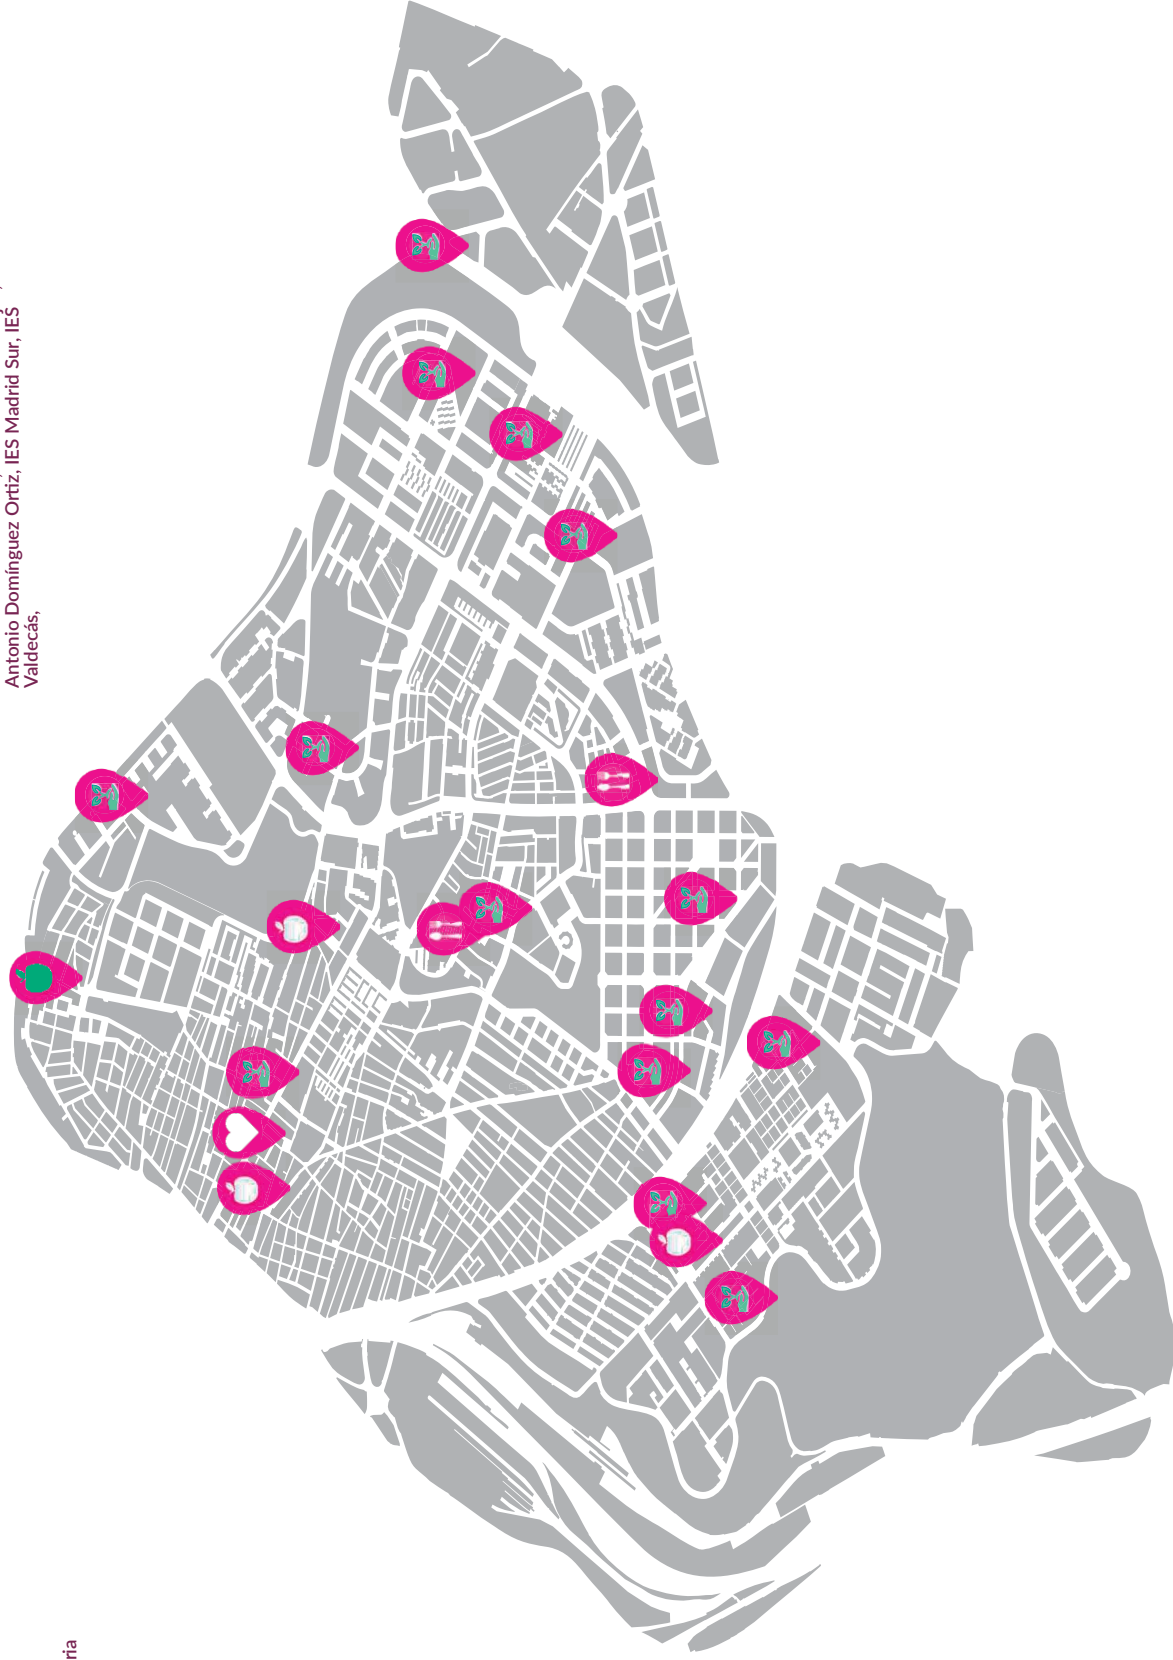 Antonio Domínguez Ortiz, IES Madrid Sur, IES
Valdecás,
ria